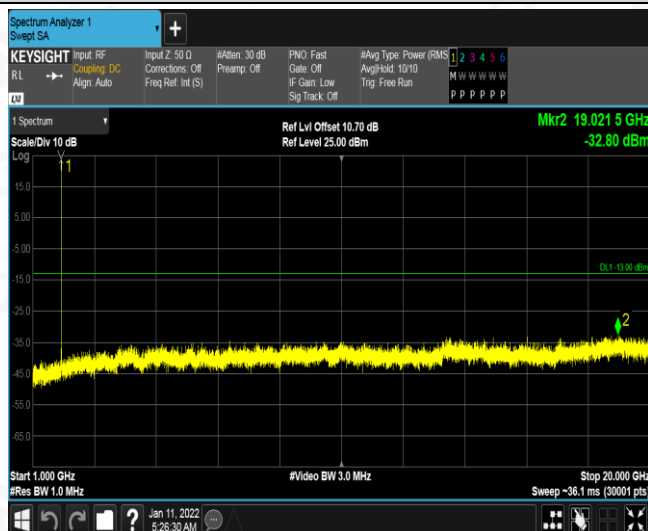 Spectrum Analyzer 1
Swept SA
+
KEYSIGHT Input: RF Input Z: 50 Ω #Atten: 30 dB PNO: Fast #Avg Type: Power (RMS 1 2 3 4 5 6
RL Coupling: DC Corrections: Off Preamp: Off Gate: Off Avg|Hold: 10/10 M W W W W W
Align: Auto Freq Ref: Int (S) IF Gain: Low Trig: Free Run
LXI Sig Track: Off P P P P P P
1 Spectrum Ref Lvl Offset 10.70 dB Mkr2 19.021 5 GHz
Scale/Div 10 dB Ref Level 25.00 dBm -32.80 dBm
Log
1
15.0
5.00
-5.00
DL1 -13.00 dBm
-15.0
-25.0
2
-35.0
-45.0
-55.0
-65.0
Start 1.000 GHz #Video BW 3.0 MHz Stop 20.000 GHz
#Res BW 1.0 MHz Sweep ~36.1 ms (30001 pts)
? Jan 11, 2022
5:26:30 AM